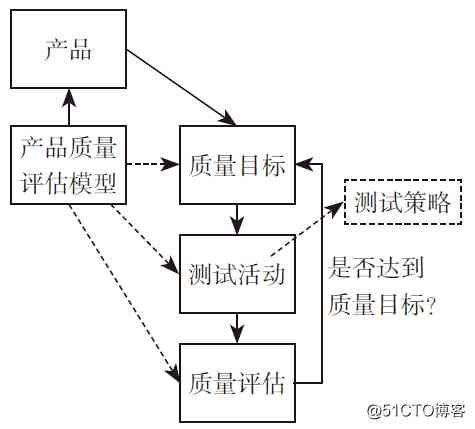 产品
产品质量
评估模型
质量目标
测试策略
测试活动
是否达到
质量目标？
质量评估
@51CTO博客